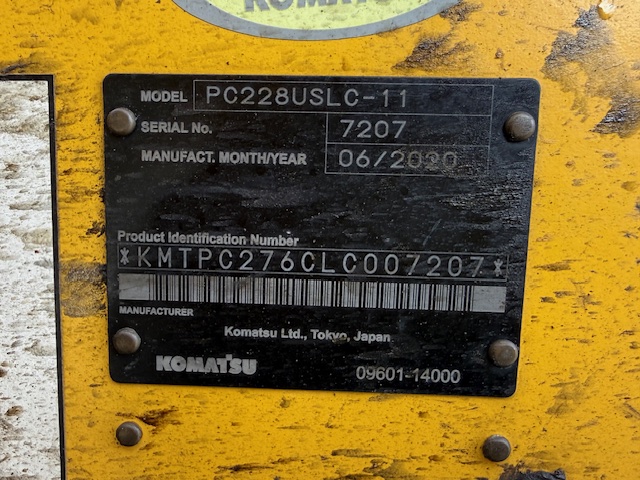 KOMATSU
MODEL PC228USLC-11
SERIAL No. 7207
MANUFACT. MONTH/YEAR 06/2020
Product Identification Number
*KMTPC276CLC007207*
MANUFACTURER
Komatsu Ltd., Tokyo, Japan
KOMATSU
09601-14000